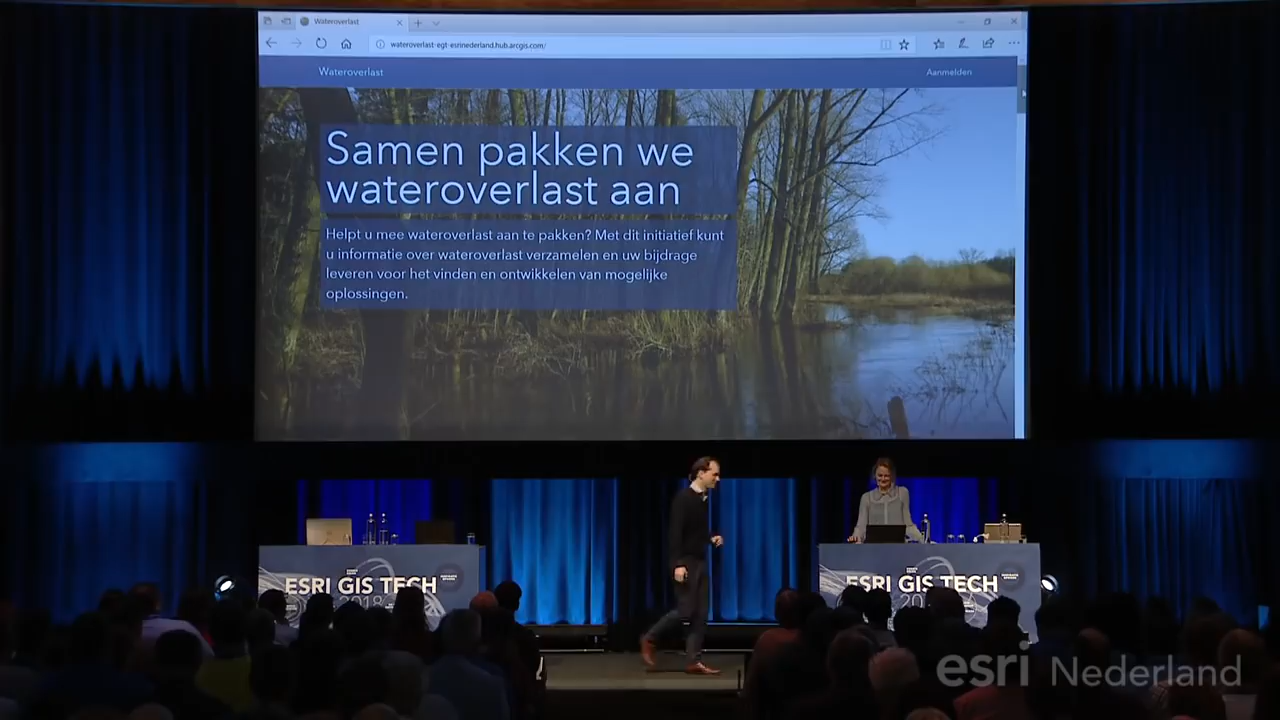 Wateroverlast
wateroverlast-egt-esrinederland.hub.arcgis.com/
Wateroverlast
Aanmelden
Samen pakken we
wateroverlast aan
Helpt u mee wateroverlast aan te pakken? Met dit initiatief kunt
u informatie over wateroverlast verzamelen en uw bijdrage
leveren voor het vinden en ontwikkelen van mogelijke
oplossingen.
ESRI GIS TECH
2018
ESRI GIS TECH
esri Nederland